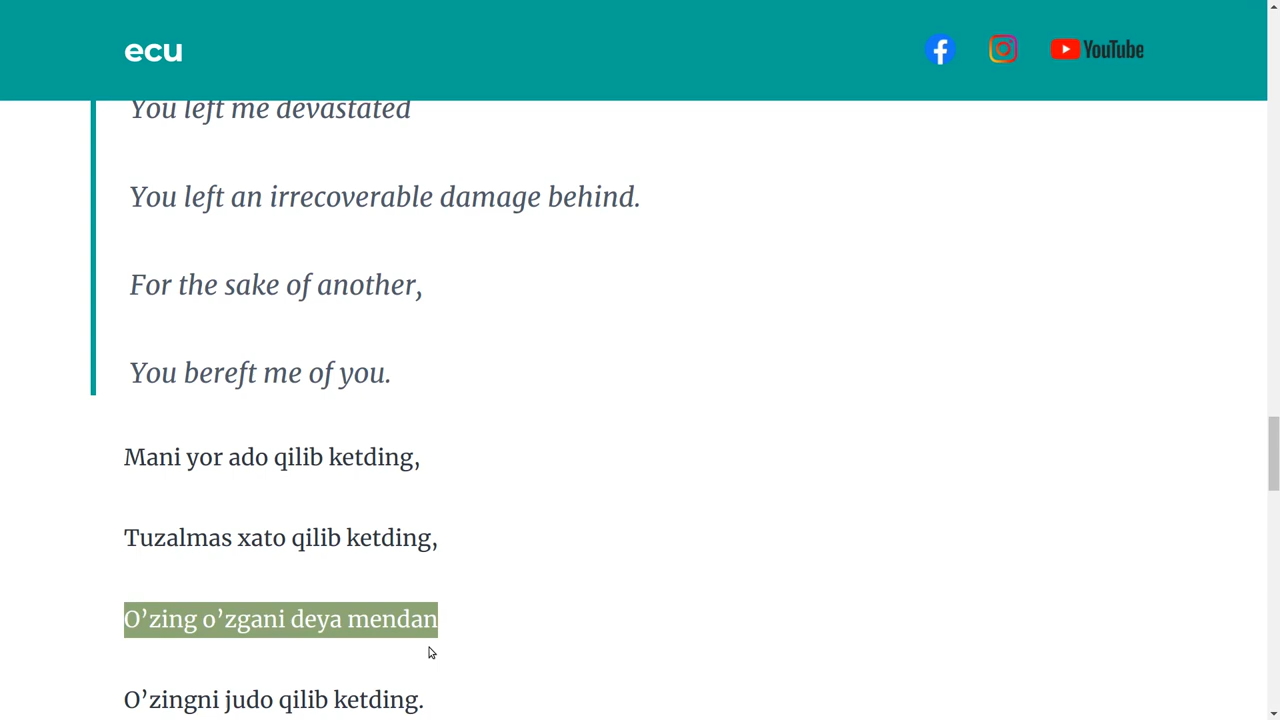 ecu
YouTube
You left me devastated
You left an irrecoverable damage behind.
For the sake of another,
You bereft me of you.
Mani yor ado qilib ketding,
Tuzalmas xato qilib ketding,
O’zing o’zgani deya mendan
O’zingni judo qilib ketding.